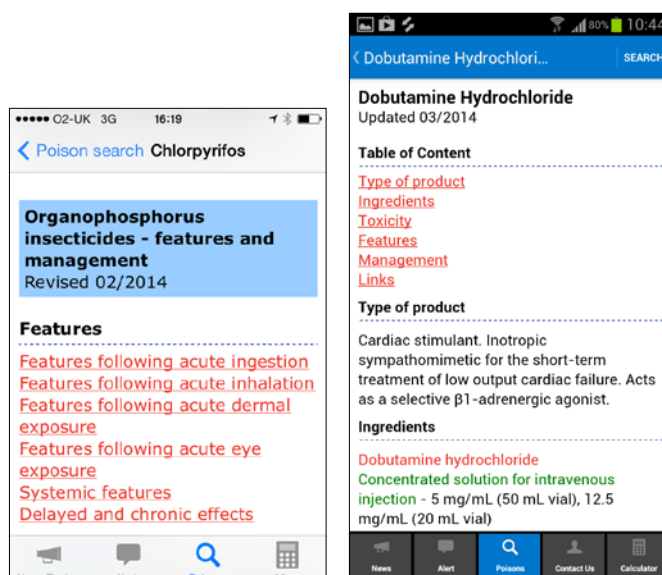 O2-UK 3G 16:19
Poison search Chlorpyrifos
Organophosphorus
insecticides - features and
management
Revised 02/2014
Features
Features following acute ingestion
Features following acute inhalation
Features following acute dermal
exposure
Features following acute eye
exposure
Systemic features
Delayed and chronic effects
80% 10:44
Dobutamine Hydrochlori... SEARCH
Dobutamine Hydrochloride
Updated 03/2014
Table of Content
Type of product
Ingredients
Toxicity
Features
Management
Links
Type of product
Cardiac stimulant. Inotropic
sympathomimetic for the short-term
treatment of low output cardiac failure. Acts
as a selective β1-adrenergic agonist.
Ingredients
Dobutamine hydrochloride
Concentrated solution for intravenous
injection - 5 mg/mL (50 mL vial), 12.5
mg/mL (20 mL vial)
News Alert Poisons Contact Us Calculator